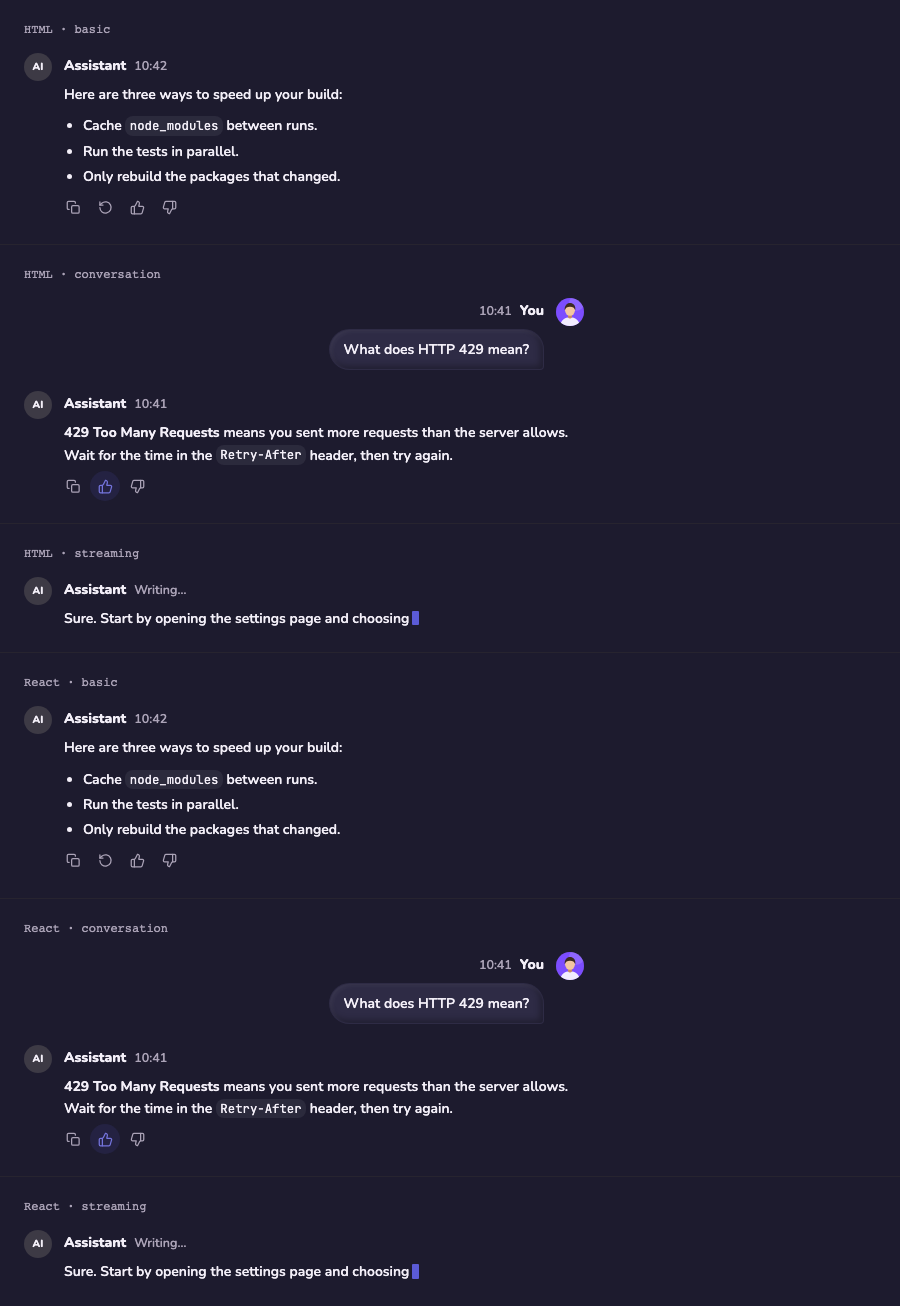 HTML · basic
AI
Assistant 10:42
Here are three ways to speed up your build:
• Cache node_modules between runs.
• Run the tests in parallel.
• Only rebuild the packages that changed.
HTML · conversation
10:41 You
What does HTTP 429 mean?
AI
Assistant 10:41
429 Too Many Requests means you sent more requests than the server allows.
Wait for the time in the Retry-After header, then try again.
HTML · streaming
AI
Assistant Writing...
Sure. Start by opening the settings page and choosing
React · basic
AI
Assistant 10:42
Here are three ways to speed up your build:
• Cache node_modules between runs.
• Run the tests in parallel.
• Only rebuild the packages that changed.
React · conversation
10:41 You
What does HTTP 429 mean?
AI
Assistant 10:41
429 Too Many Requests means you sent more requests than the server allows.
Wait for the time in the Retry-After header, then try again.
React · streaming
AI
Assistant Writing...
Sure. Start by opening the settings page and choosing